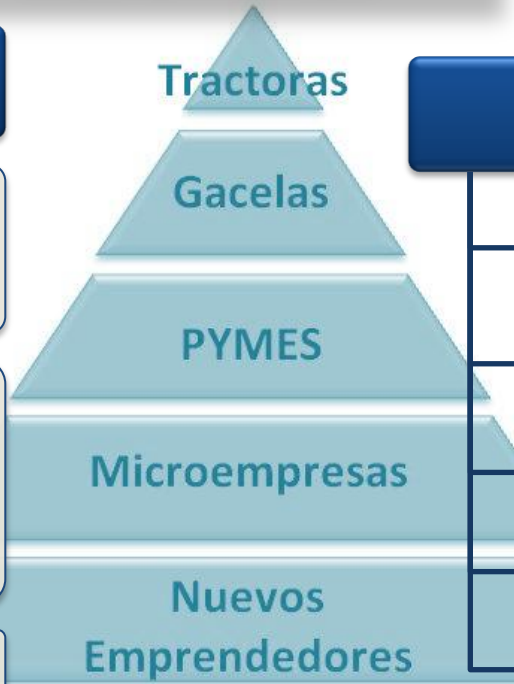 Tractoras
Gacelas
PYMES
Microempresas
Nuevos
Emprendedores